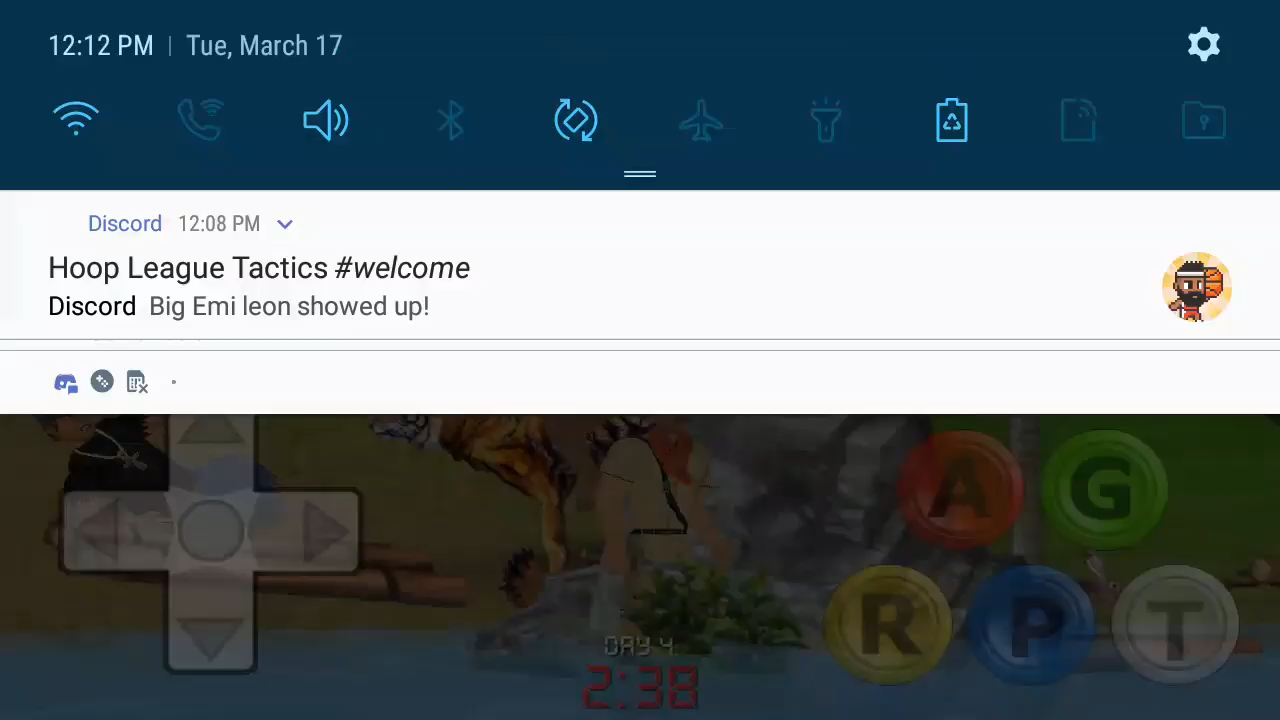 12:12 PM | Tue, March 17
Discord 12:08 PM
Hoop League Tactics #welcome
Discord Big Emi leon showed up!
A G
R P T
DAY 4
2:38